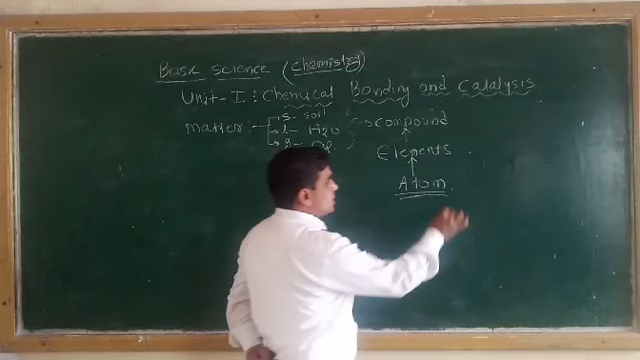 Basic Science (Chemistry)
Unit-I : Chemical Bonding and Catalysis
matter
s - soil
l - H2O
g -
Compound
Elements
Atom